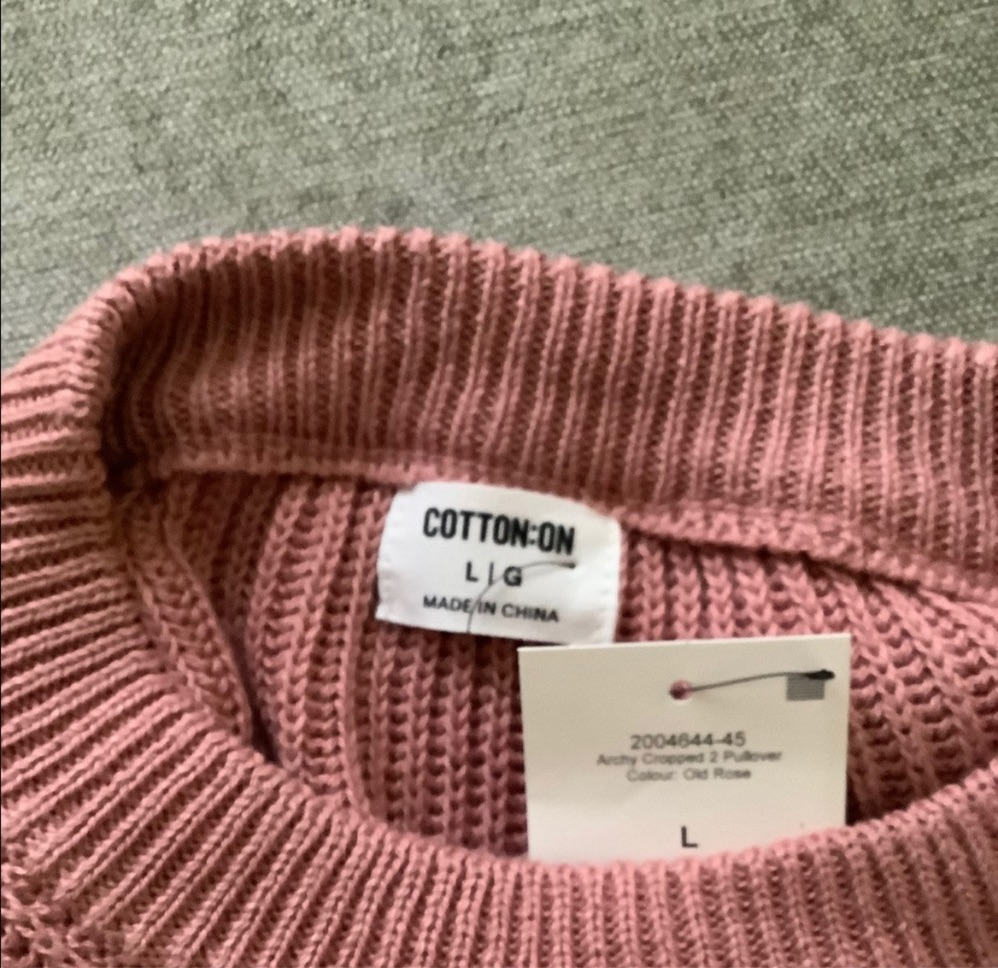 COTTON:ON
L | G
MADE IN CHINA
2004644-45
Archy Cropped 2 Pullover
Colour: Old Rose
L